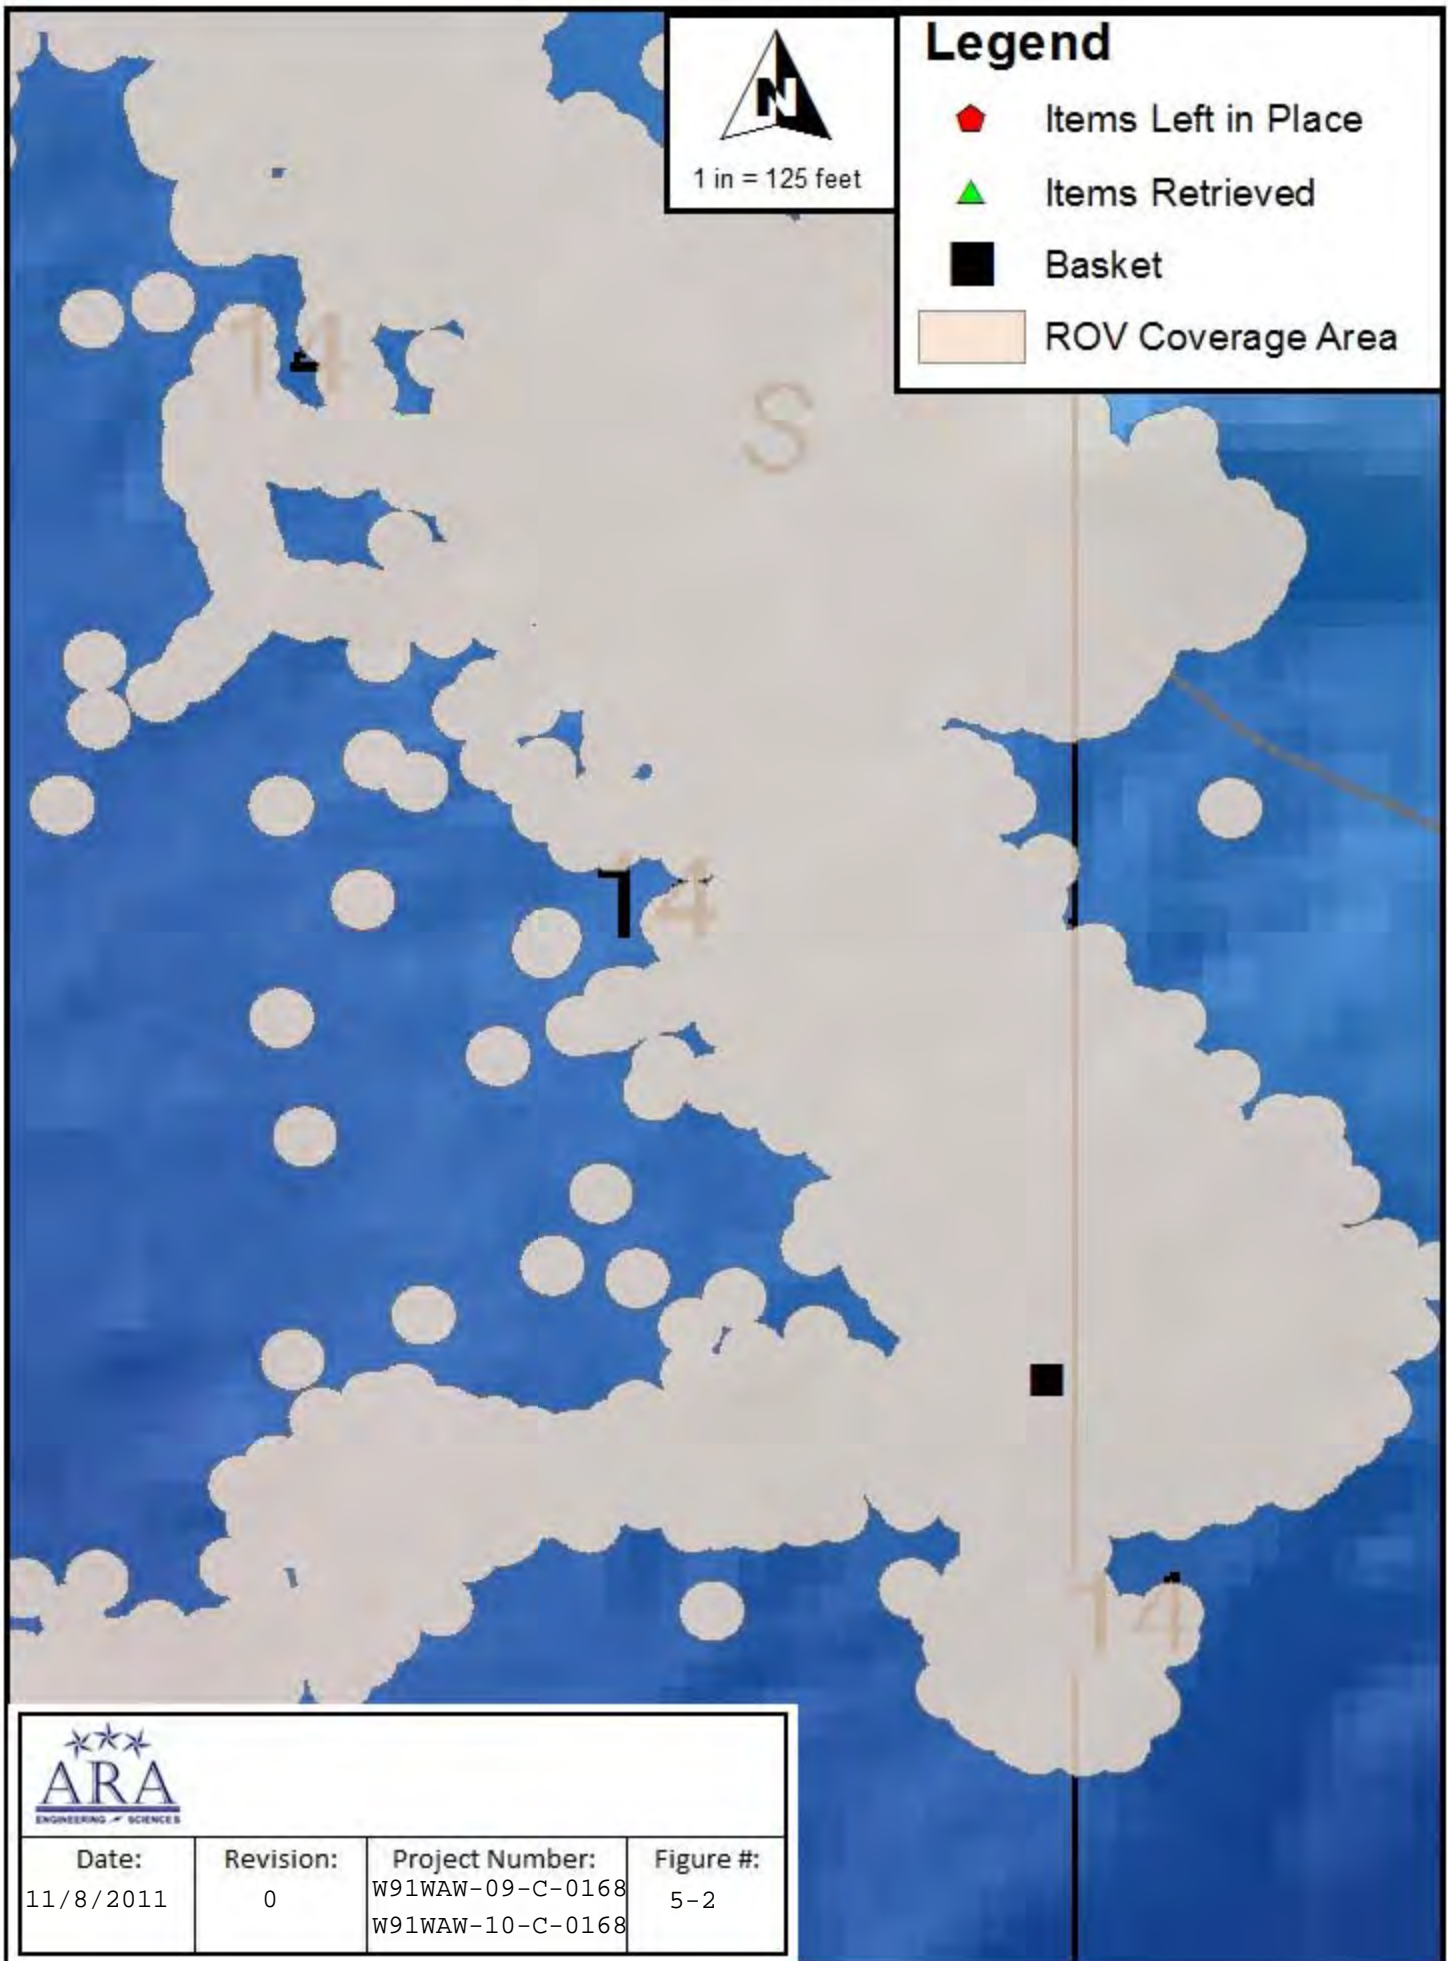 N
1 in = 125 feet
Legend
Items Left in Place
Items Retrieved
Basket
ROV Coverage Area
14
S
14
14
ARA
ENGINEERING SCIENCES
Date:
11/8/2011
Revision:
0
Project Number:
W91WAW-09-C-0168
W91WAW-10-C-0168
Figure #:
5-2